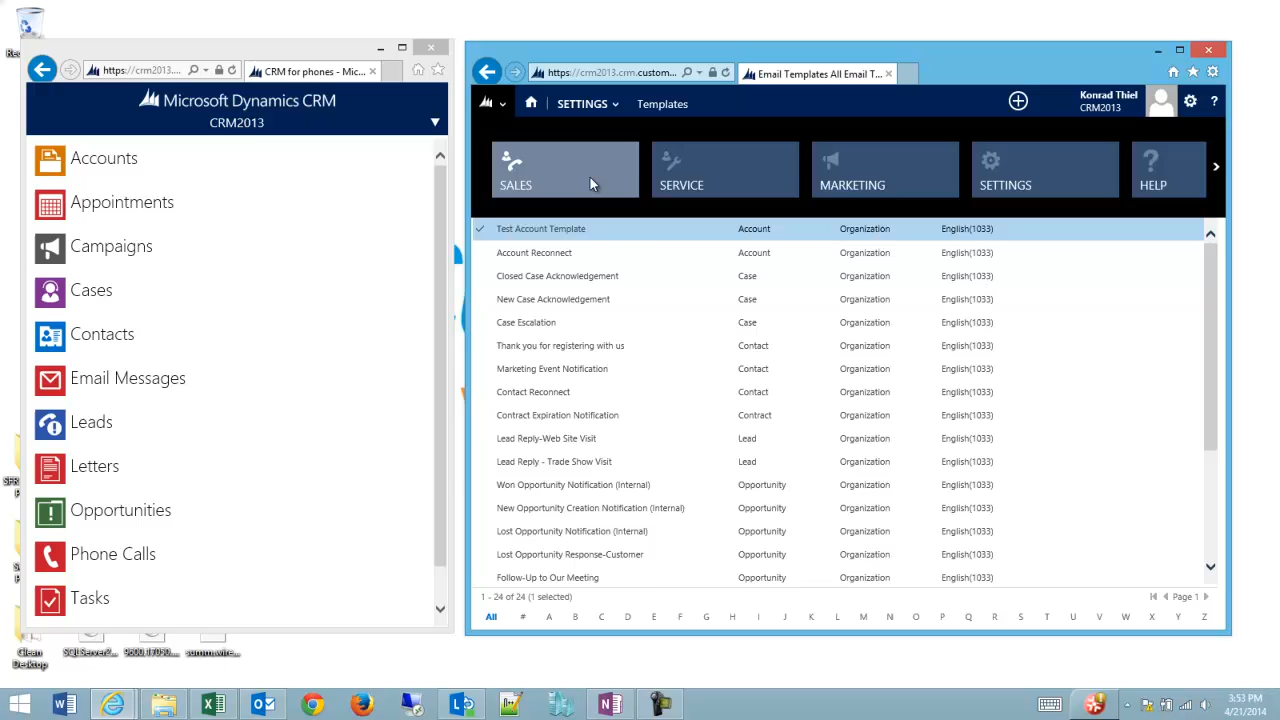 https://crm2013....
CRM for phones - Mic...
Microsoft Dynamics CRM
CRM2013
Accounts
Appointments
Campaigns
Cases
Contacts
Email Messages
Leads
Letters
Opportunities
Phone Calls
Tasks
https://crm2013.crm.custom...
Email Templates All Email T...
SETTINGS
Templates
Konrad Thiel
CRM2013
?
SALES
SERVICE
MARKETING
SETTINGS
HELP
Test Account Template Account Organization English(1033)
Account Reconnect Account Organization English(1033)
Closed Case Acknowledgement Case Organization English(1033)
New Case Acknowledgement Case Organization English(1033)
Case Escalation Case Organization English(1033)
Thank you for registering with us Contact Organization English(1033)
Marketing Event Notification Contact Organization English(1033)
Contact Reconnect Contact Organization English(1033)
Contract Expiration Notification Contract Organization English(1033)
Lead Reply-Web Site Visit Lead Organization English(1033)
Lead Reply - Trade Show Visit Lead Organization English(1033)
Won Opportunity Notification (Internal) Opportunity Organization English(1033)
New Opportunity Creation Notification (Internal) Opportunity Organization English(1033)
Lost Opportunity Notification (Internal) Opportunity Organization English(1033)
Lost Opportunity Response-Customer Opportunity Organization English(1033)
Follow-Up to Our Meeting Opportunity Organization English(1033)
1 - 24 of 24 (1 selected)
Page 1
All # A B C D E F G H I J K L M N O P Q R S T U V W X Y Z
Clean
Desktop
SQLServer2...
summ.wire...
3:53 PM
4/21/2014